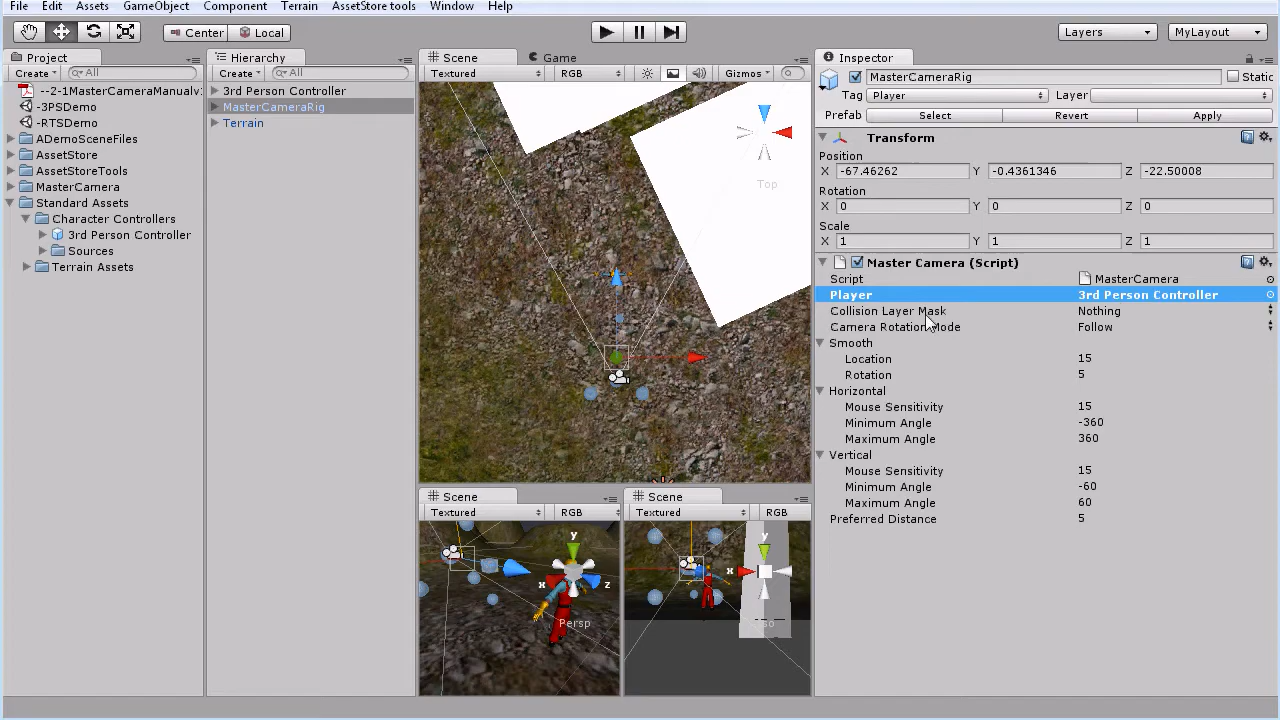 File Edit Assets GameObject Component Terrain AssetStore tools Window Help
Center Local Layers MyLayout
Project
Create All
--2-1MasterCameraManualv
-3PSDemo
-RTSDemo
ADemoSceneFiles
AssetStore
AssetStoreTools
MasterCamera
Standard Assets
Character Controllers
3rd Person Controller
Sources
Terrain Assets
Hierarchy
Create All
3rd Person Controller
MasterCameraRig
Terrain
Scene Game
Textured RGB Gizmos
Top
Scene
Textured RGB
y
x z
Persp
Scene
Textured RGB
y
x
Inspector
MasterCameraRig Static
Tag Player Layer
Prefab Select Revert Apply
Transform
Position
X -67.46262 Y -0.4361346 Z -22.50008
Rotation
X 0 Y 0 Z 0
Scale
X 1 Y 1 Z 1
Master Camera (Script)
Script MasterCamera
Player 3rd Person Controller
Collision Layer Mask Nothing
Camera Rotation Mode Follow
Smooth
Location 15
Rotation 5
Horizontal
Mouse Sensitivity 15
Minimum Angle -360
Maximum Angle 360
Vertical
Mouse Sensitivity 15
Minimum Angle -60
Maximum Angle 60
Preferred Distance 5